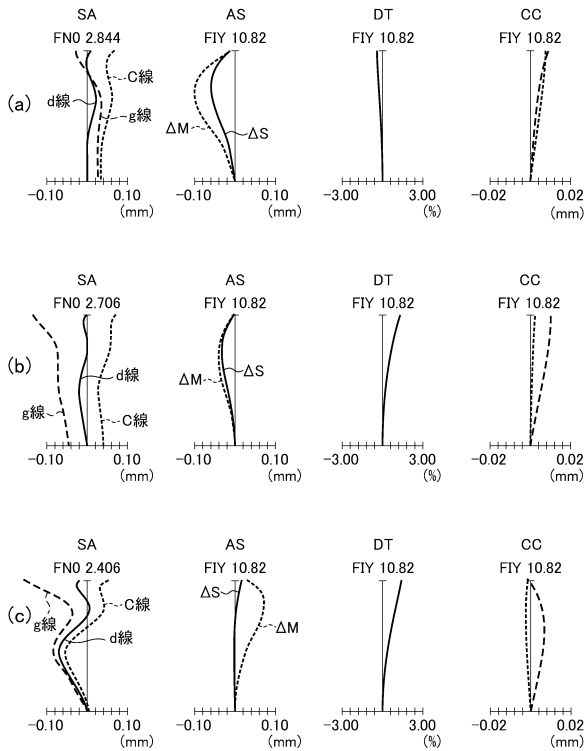 SA AS DT CC
FNO 2.844 FIY 10.82 FIY 10.82 FIY 10.82
(a)
C線
d線
g線
ΔM ΔS
-0.10 0.10 -0.10 0.10 -3.00 3.00 -0.02 0.02
(mm) (mm) (%) (mm)
SA AS DT CC
FNO 2.706 FIY 10.82 FIY 10.82 FIY 10.82
(b)
d線
g線 C線
ΔM ΔS
-0.10 0.10 -0.10 0.10 -3.00 3.00 -0.02 0.02
(mm) (mm) (%) (mm)
SA AS DT CC
FNO 2.406 FIY 10.82 FIY 10.82 FIY 10.82
(c)
C線
g線
d線
ΔS
ΔM
-0.10 0.10 -0.10 0.10 -3.00 3.00 -0.02 0.02
(mm) (mm) (%) (mm)